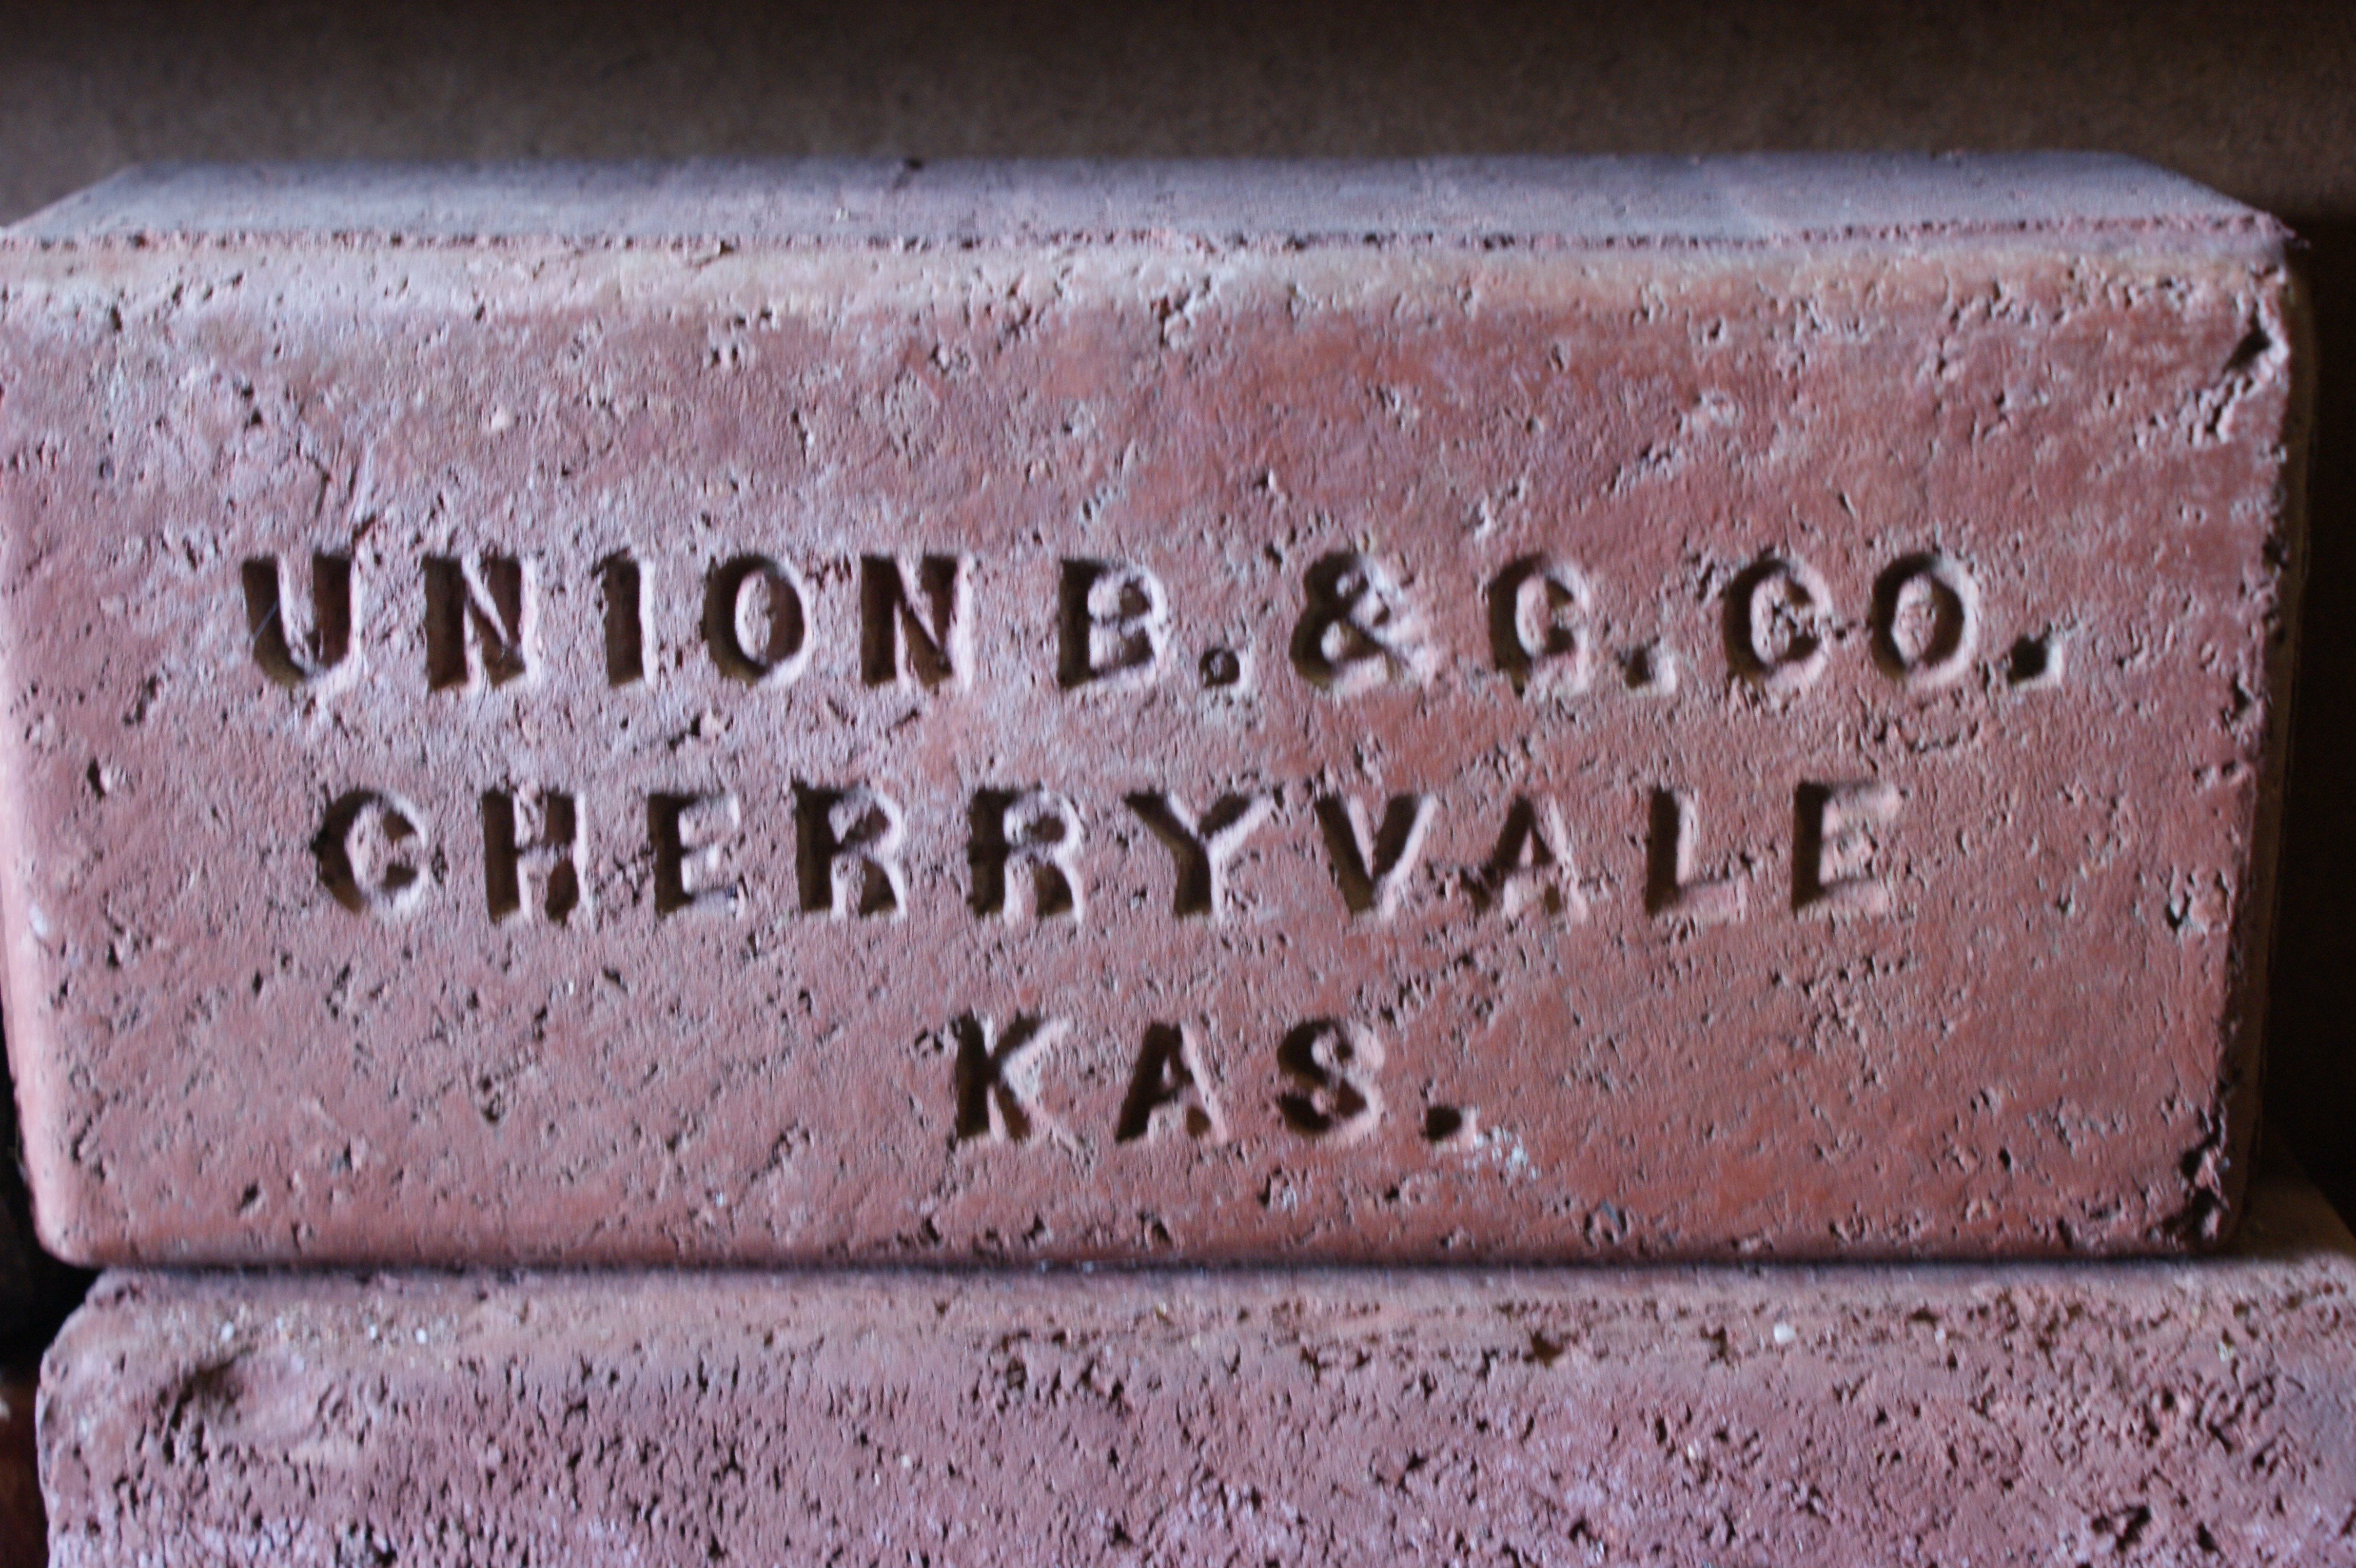 UNION B. & C. CO.
CHERRYVALE
KAS.